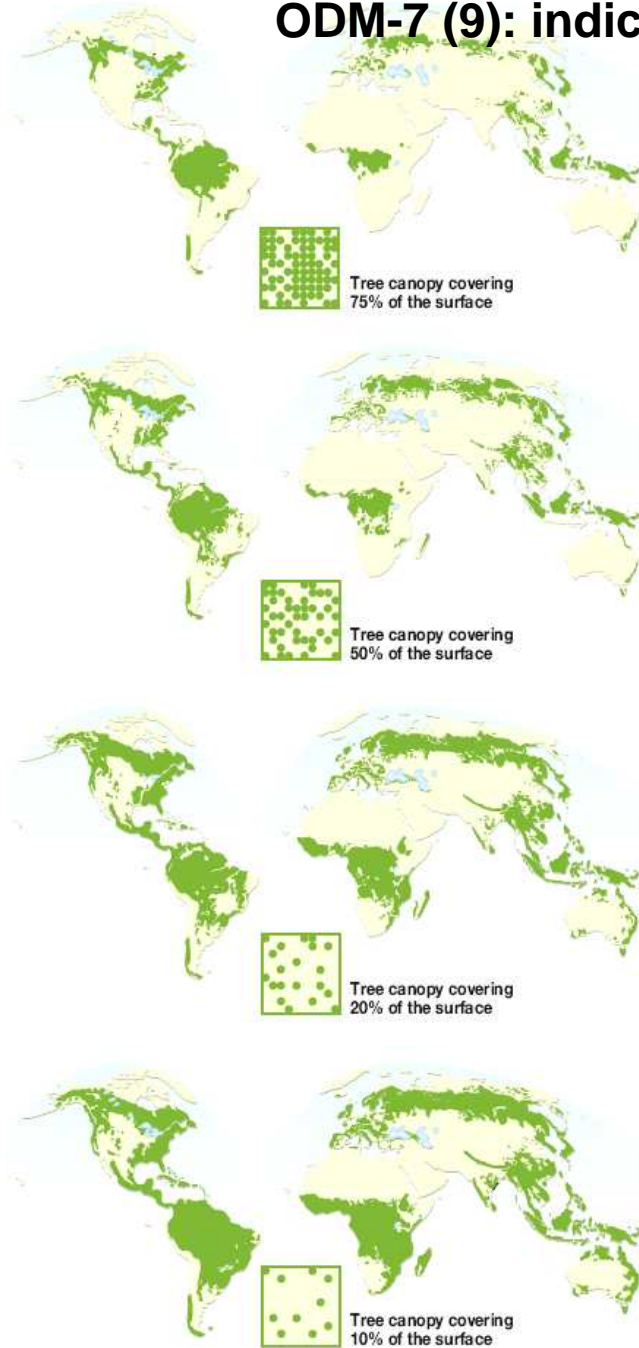 ODM-7 (9): indic
Tree canopy covering
75% of the surface
Tree canopy covering
50% of the surface
Tree canopy covering
20% of the surface
Tree canopy covering
10% of the surface